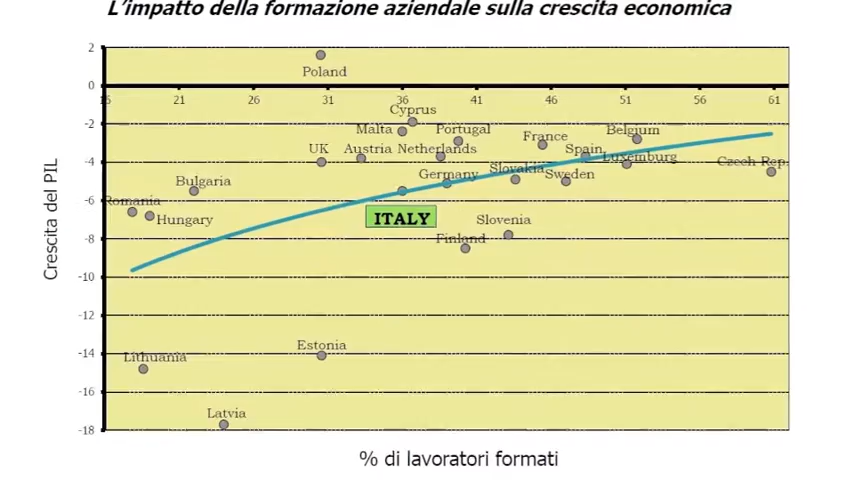 L'impatto della formazione aziendale sulla crescita economica
2
Poland
0
16 21 26 31 36 41 46 51 56 61
Cyprus
-2
Malta Portugal Belgium
France
UK Austria Netherlands Spain
-4
Luxemburg
Czech Rep.
Slovakia
Germany Sweden
Bulgaria
-6
Romania
ITALY
Hungary Slovenia
-8
Finland
-10
Crescita del PIL
-12
Estonia
-14
Lithuania
-16
Latvia
-18
% di lavoratori formati